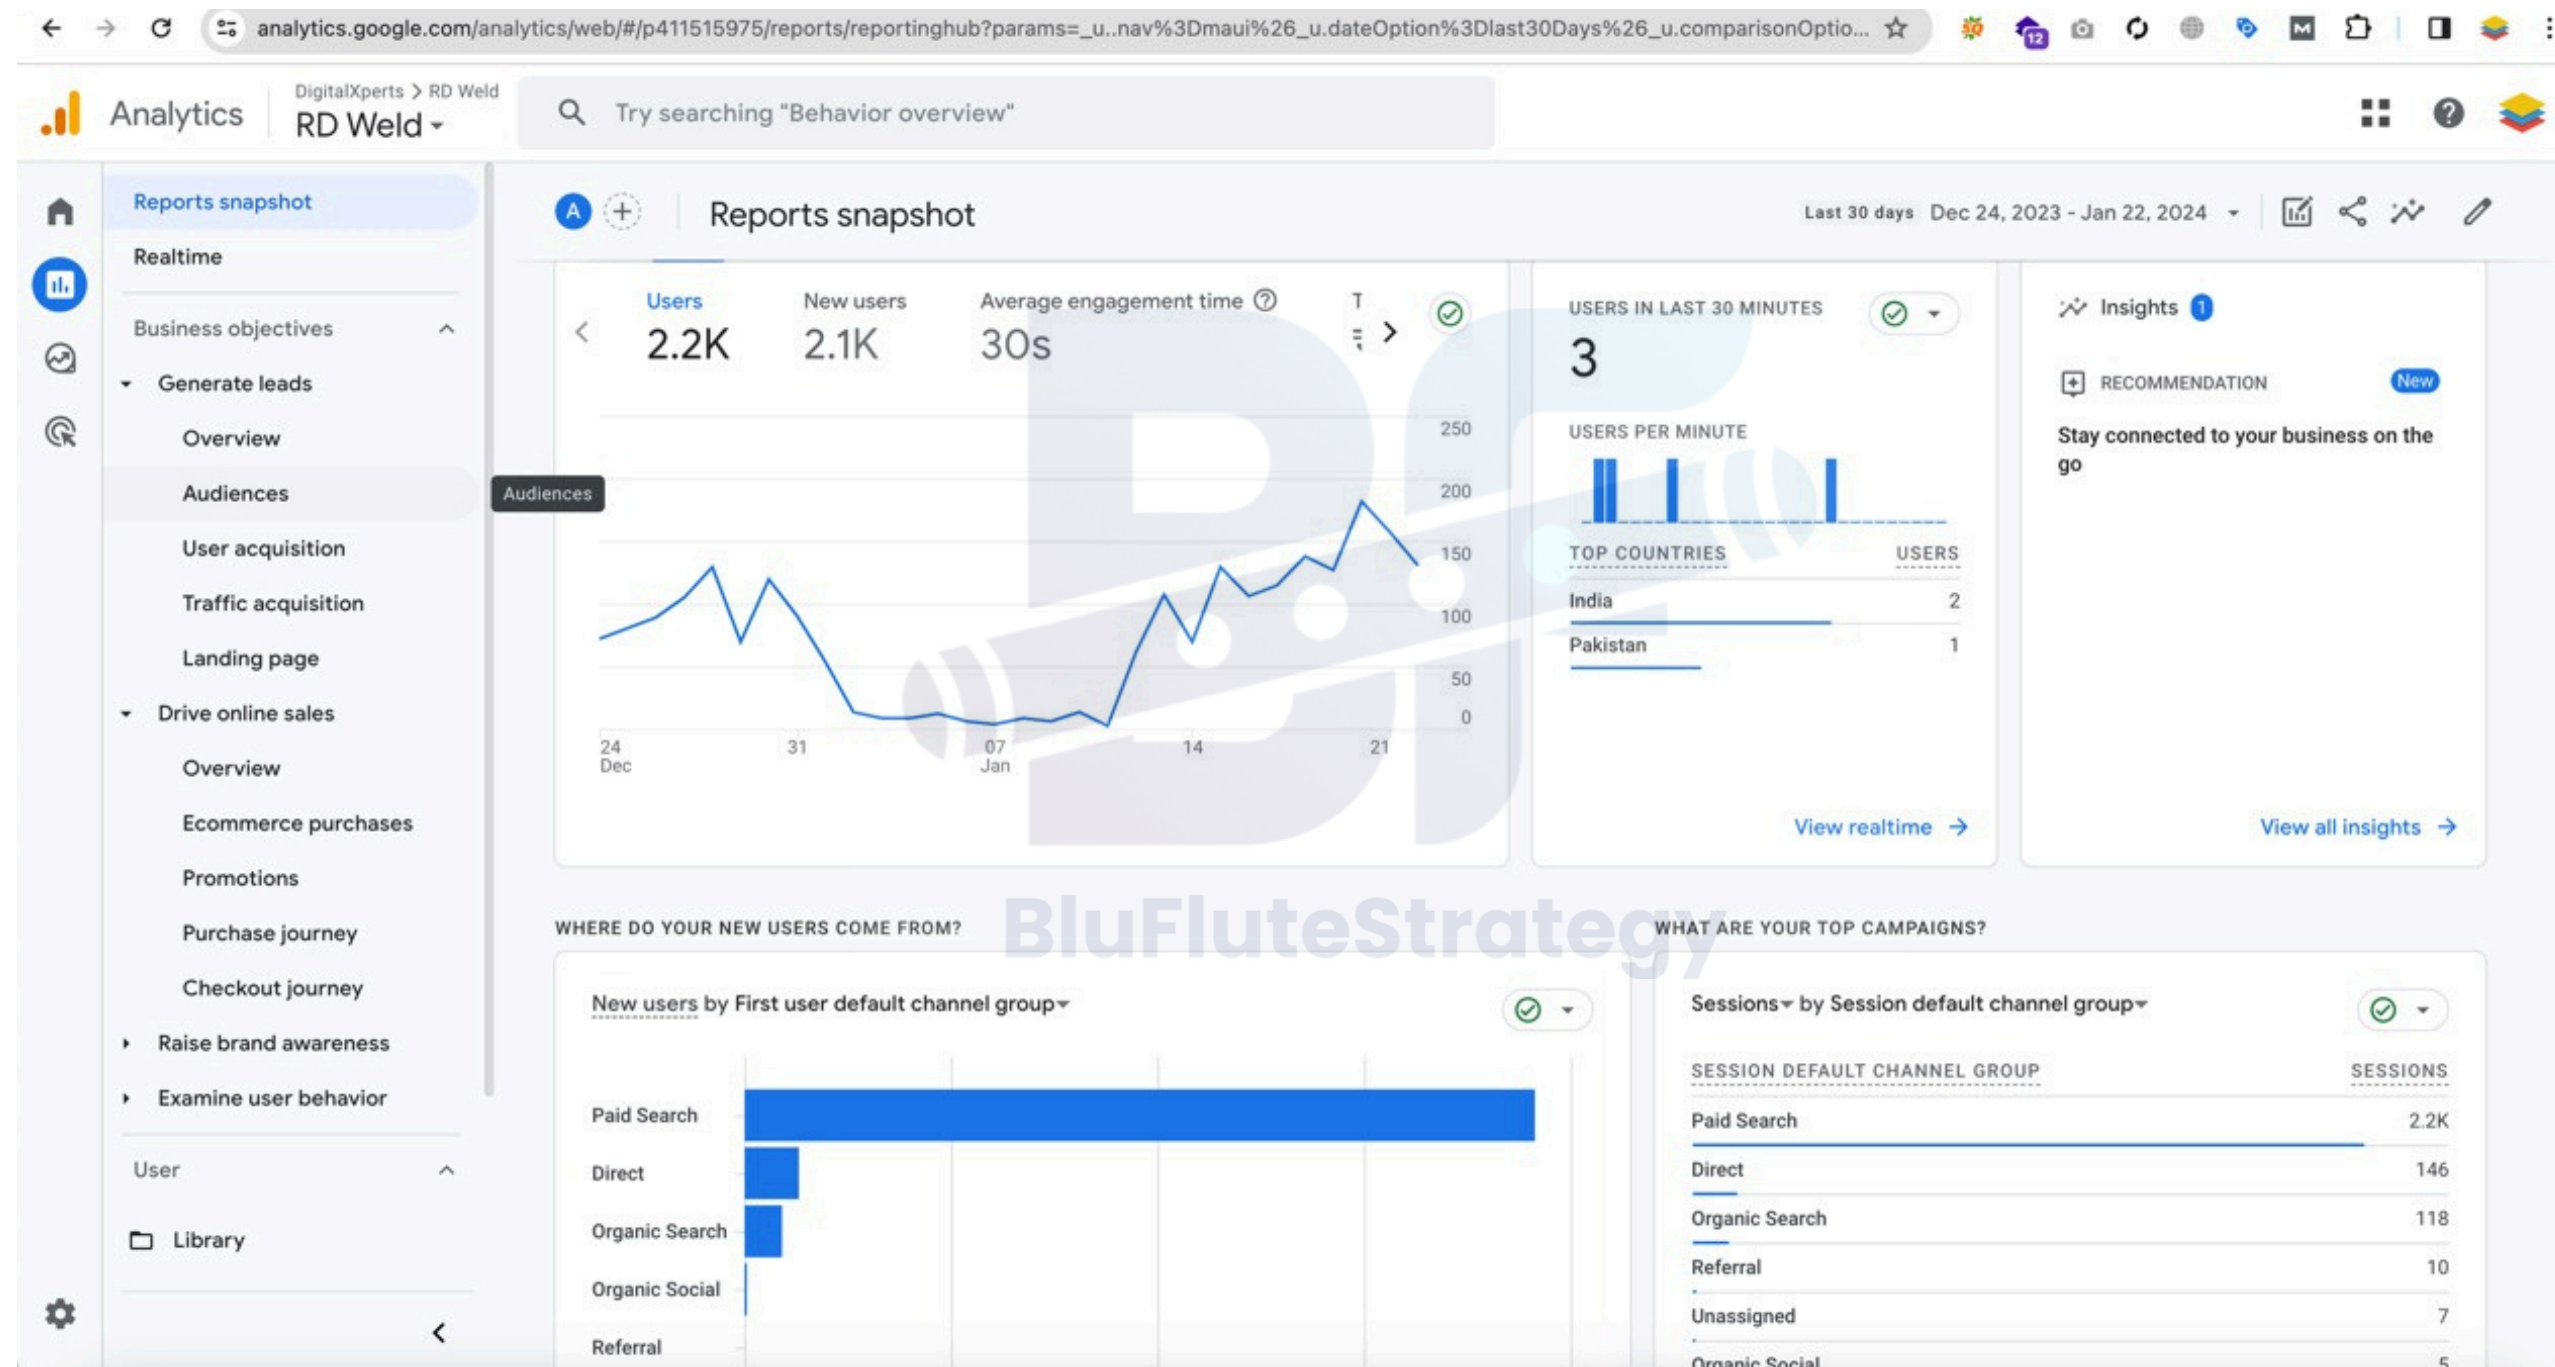 analytics.google.com/analytics/web/#/p411515975/reports/reportinghub?params=_u..nav%3Dmaui%26_u.dateOption%3Dlast30Days%26_u.comparisonOptio...
12
Analytics
DigitalXperts > RD Weld
RD Weld
Try searching "Behavior overview"
Reports snapshot
Realtime
Business objectives
Generate leads
Overview
Audiences
User acquisition
Traffic acquisition
Landing page
Drive online sales
Overview
Ecommerce purchases
Promotions
Purchase journey
Checkout journey
Raise brand awareness
Examine user behavior
User
Library
Audiences
A
Reports snapshot
Last 30 days Dec 24, 2023 - Jan 22, 2024
Users
2.2K
New users
2.1K
Average engagement time
30s
T
250
200
150
100
50
0
24
Dec
31
07
Jan
14
21
USERS IN LAST 30 MINUTES
3
USERS PER MINUTE
TOP COUNTRIES USERS
India 2
Pakistan 1
View realtime
Insights 1
RECOMMENDATION New
Stay connected to your business on the
go
View all insights
BluFluteStrategy
WHERE DO YOUR NEW USERS COME FROM?
New users by First user default channel group
Paid Search
Direct
Organic Search
Organic Social
Referral
WHAT ARE YOUR TOP CAMPAIGNS?
Sessions by Session default channel group
SESSION DEFAULT CHANNEL GROUP SESSIONS
Paid Search 2.2K
Direct 146
Organic Search 118
Referral 10
Unassigned 7
Organic Social 5